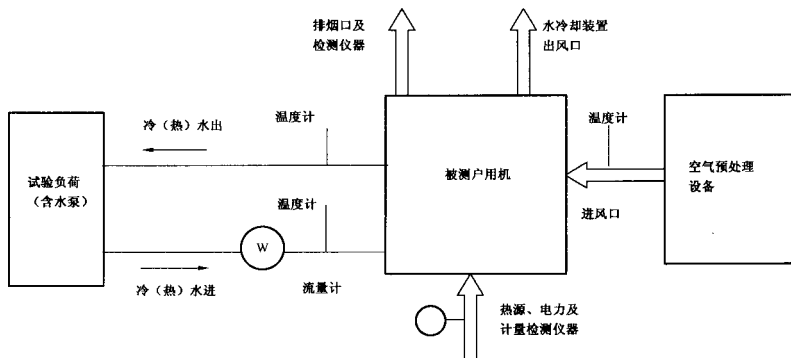 排烟口及
检测仪器
水冷却装置
出风口
温度计
冷（热）水出
温度计
试验负荷
（含水泵）
被测户用机
空气预处理
设备
进风口
温度计
W
冷（热）水进
流量计
热源、电力及
计量检测仪器